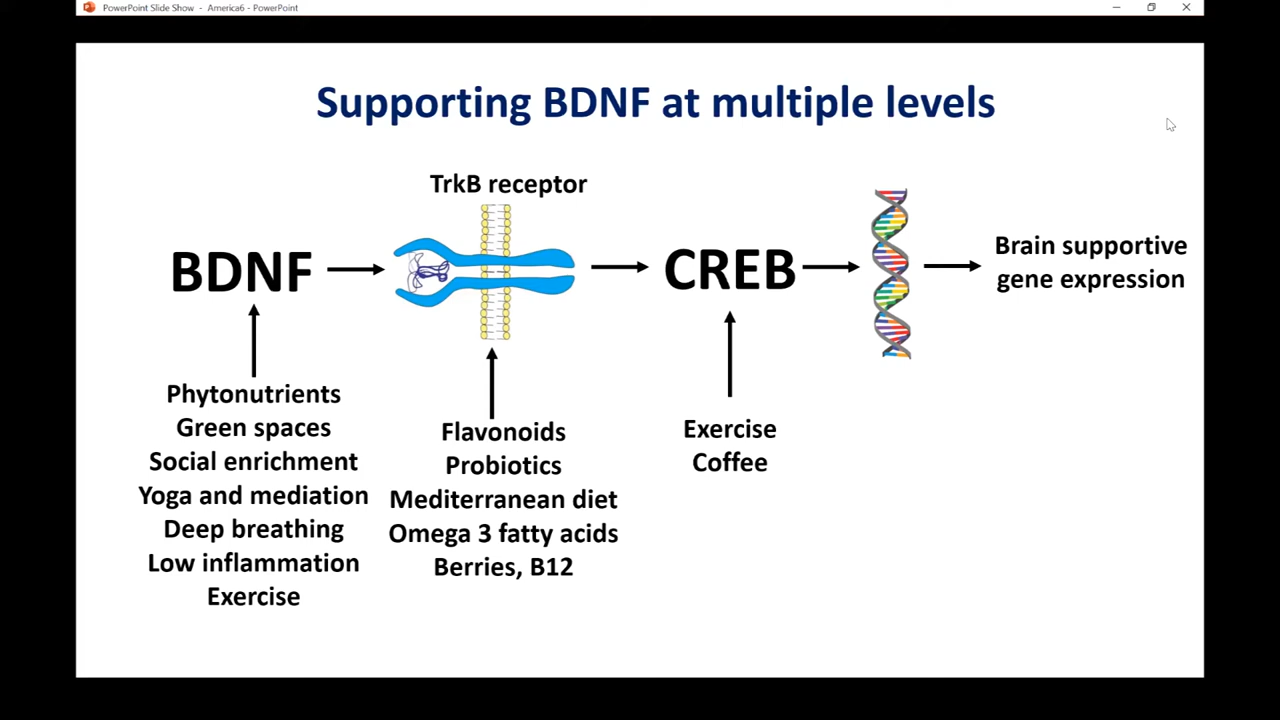 PowerPoint Slide Show - America6 - PowerPoint
Supporting BDNF at multiple levels
TrkB receptor
BDNF
CREB
Brain supportive
gene expression
Phytonutrients
Green spaces
Social enrichment
Yoga and mediation
Deep breathing
Low inflammation
Exercise
Flavonoids
Probiotics
Mediterranean diet
Omega 3 fatty acids
Berries, B12
Exercise
Coffee